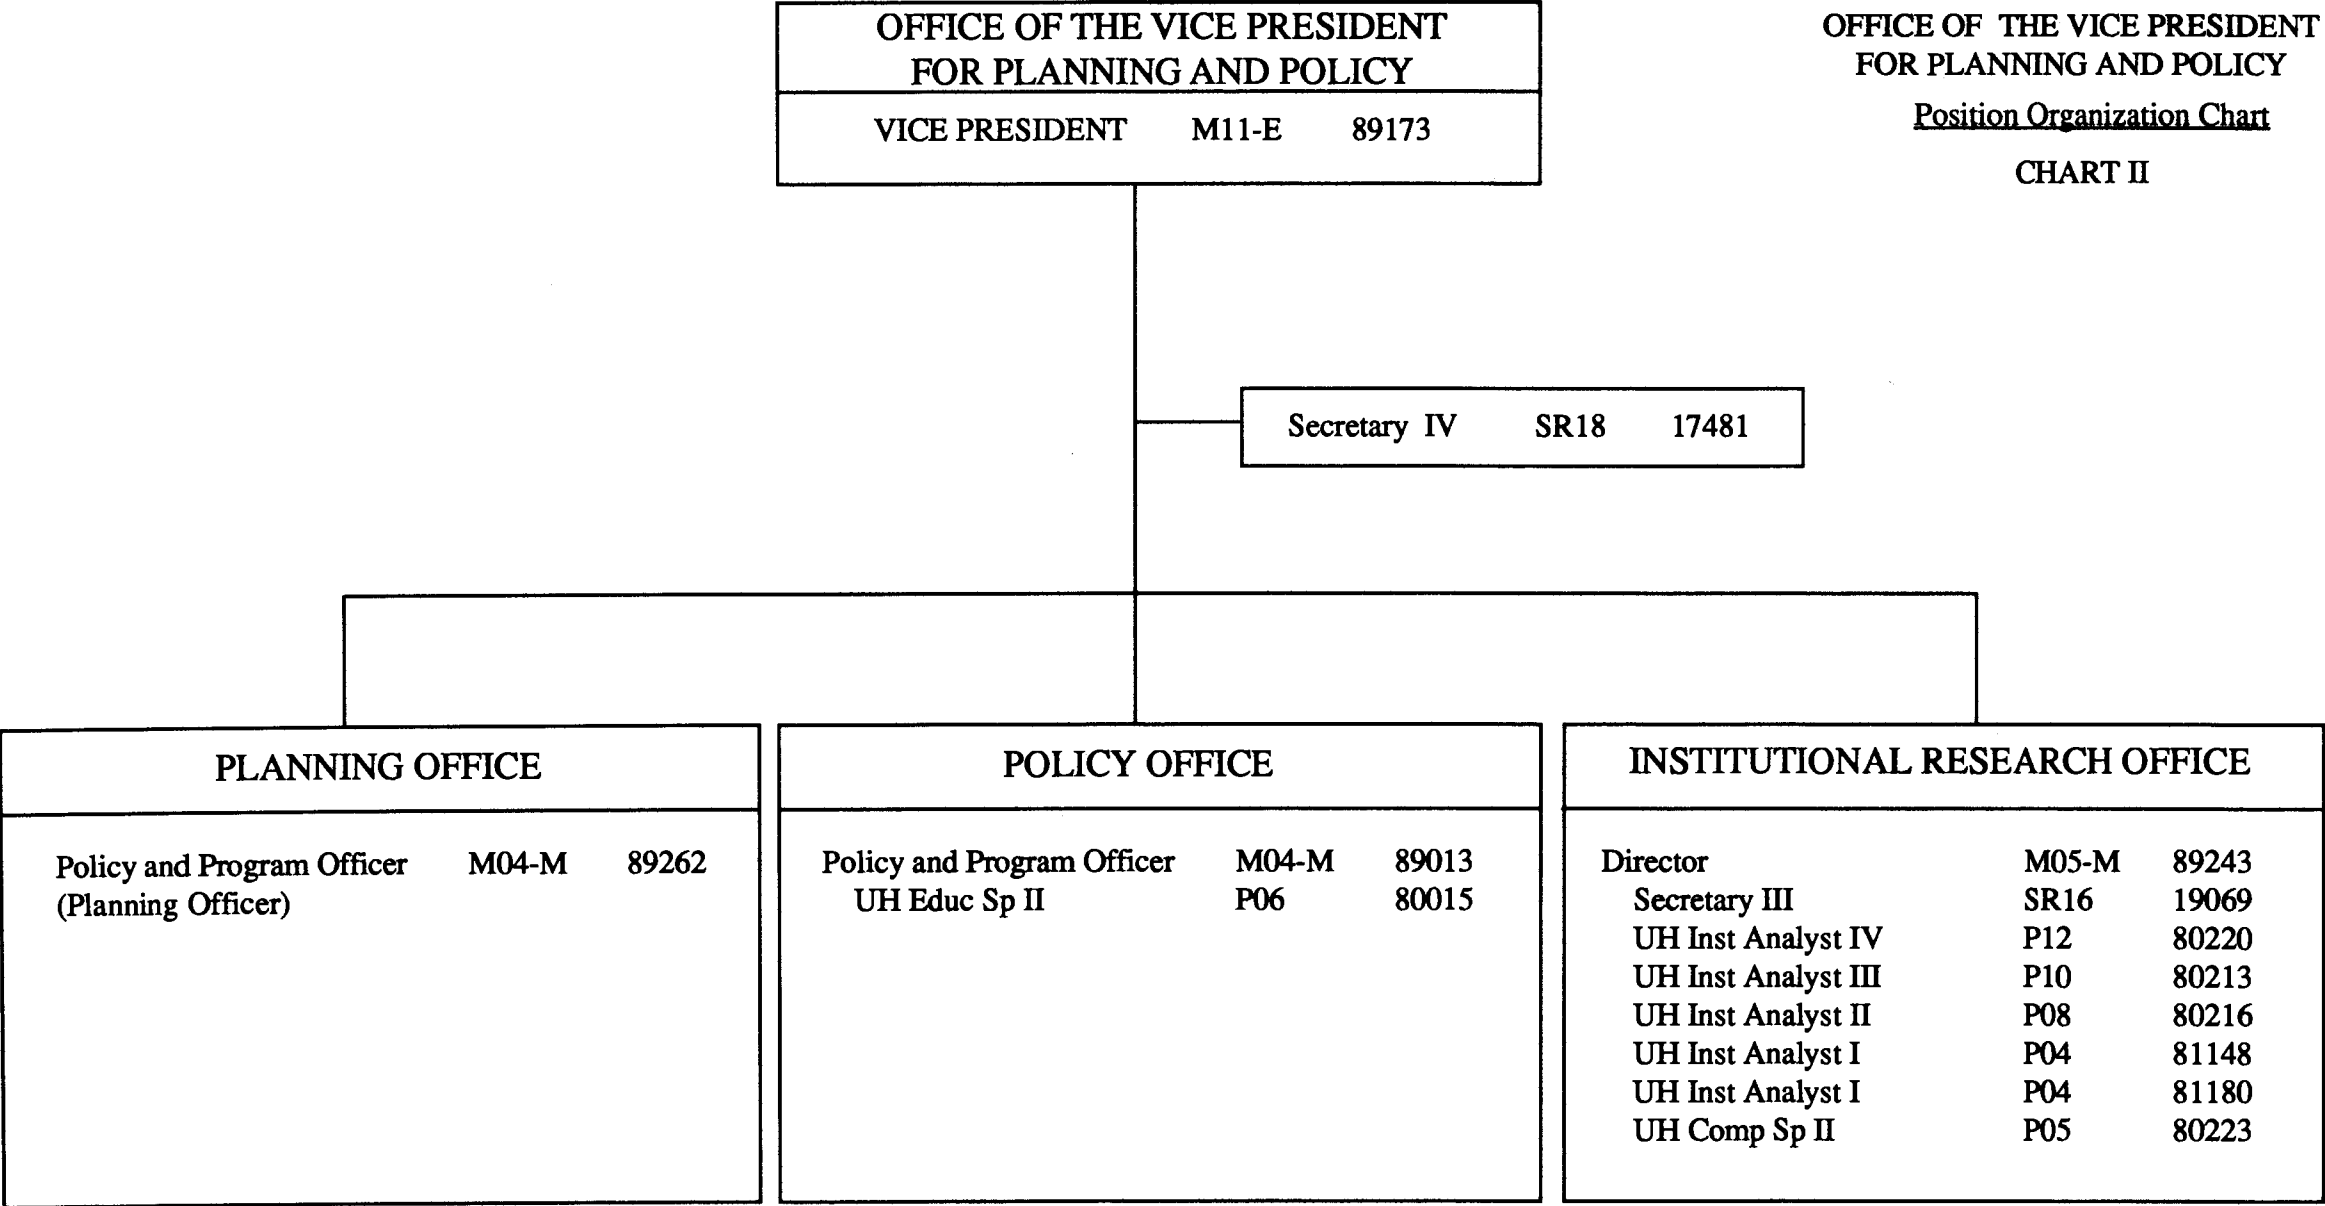 OFFICE OF THE VICE PRESIDENT
FOR PLANNING AND POLICY
VICE PRESIDENT M11-E 89173
OFFICE OF THE VICE PRESIDENT
FOR PLANNING AND POLICY
Position Organization Chart
CHART II
Secretary IV SR18 17481
PLANNING OFFICE
Policy and Program Officer M04-M 89262
(Planning Officer)
POLICY OFFICE
Policy and Program Officer M04-M 89013
UH Educ Sp II P06 80015
INSTITUTIONAL RESEARCH OFFICE
Director M05-M 89243
Secretary III SR16 19069
UH Inst Analyst IV P12 80220
UH Inst Analyst III P10 80213
UH Inst Analyst II P08 80216
UH Inst Analyst I P04 81148
UH Inst Analyst I P04 81180
UH Comp Sp II P05 80223